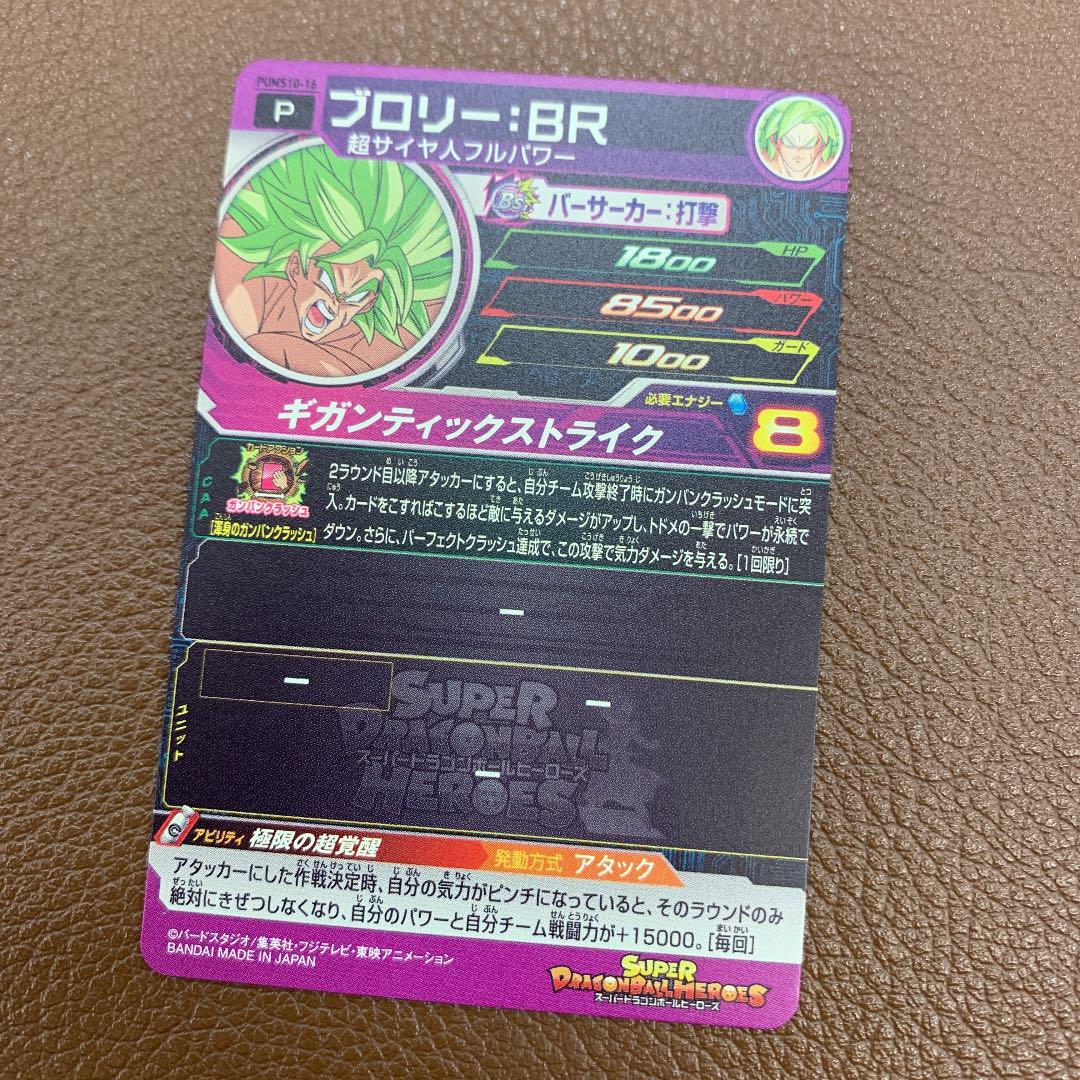 PUMS10-16
P
ブロリー:BR
超サイヤ人フルパワー
BS
バーサーカー:打撃
1800
HP
8500
パワー
1000
ガード
必要エナジー
8
ギガンティックストライク
CAA
カードアクション
ガンバンクラッシュ
[渾身のガンバンクラッシュ]
2ラウンド目以降アタッカーにすると、自分チーム攻撃終了時にガンバンクラッシュモードに突
入。カードをこすればこするほど敵に与えるダメージがアップし、トドメの一撃でパワーが永続で
ダウン。さらに、パーフェクトクラッシュ達成で、この攻撃で気力ダメージを与える。[1回限り]
ー
ユニット
ー
ー
ー
SUPER
DRAGONBALL
スーパードラゴンボールヒーローズ
HEROES
アビリティ 極限の超覚醒
発動方式 アタック
アタッカーにした作戦決定時、自分の気力がピンチになっていると、そのラウンドのみ
絶対にきぜつしなくなり、自分のパワーと自分チーム戦闘力が+15000。[毎回]
©バードスタジオ/集英社・フジテレビ・東映アニメーション
BANDAI MADE IN JAPAN
SUPER
DRAGONBALL HEROES
スーパードラゴンボールヒーローズ